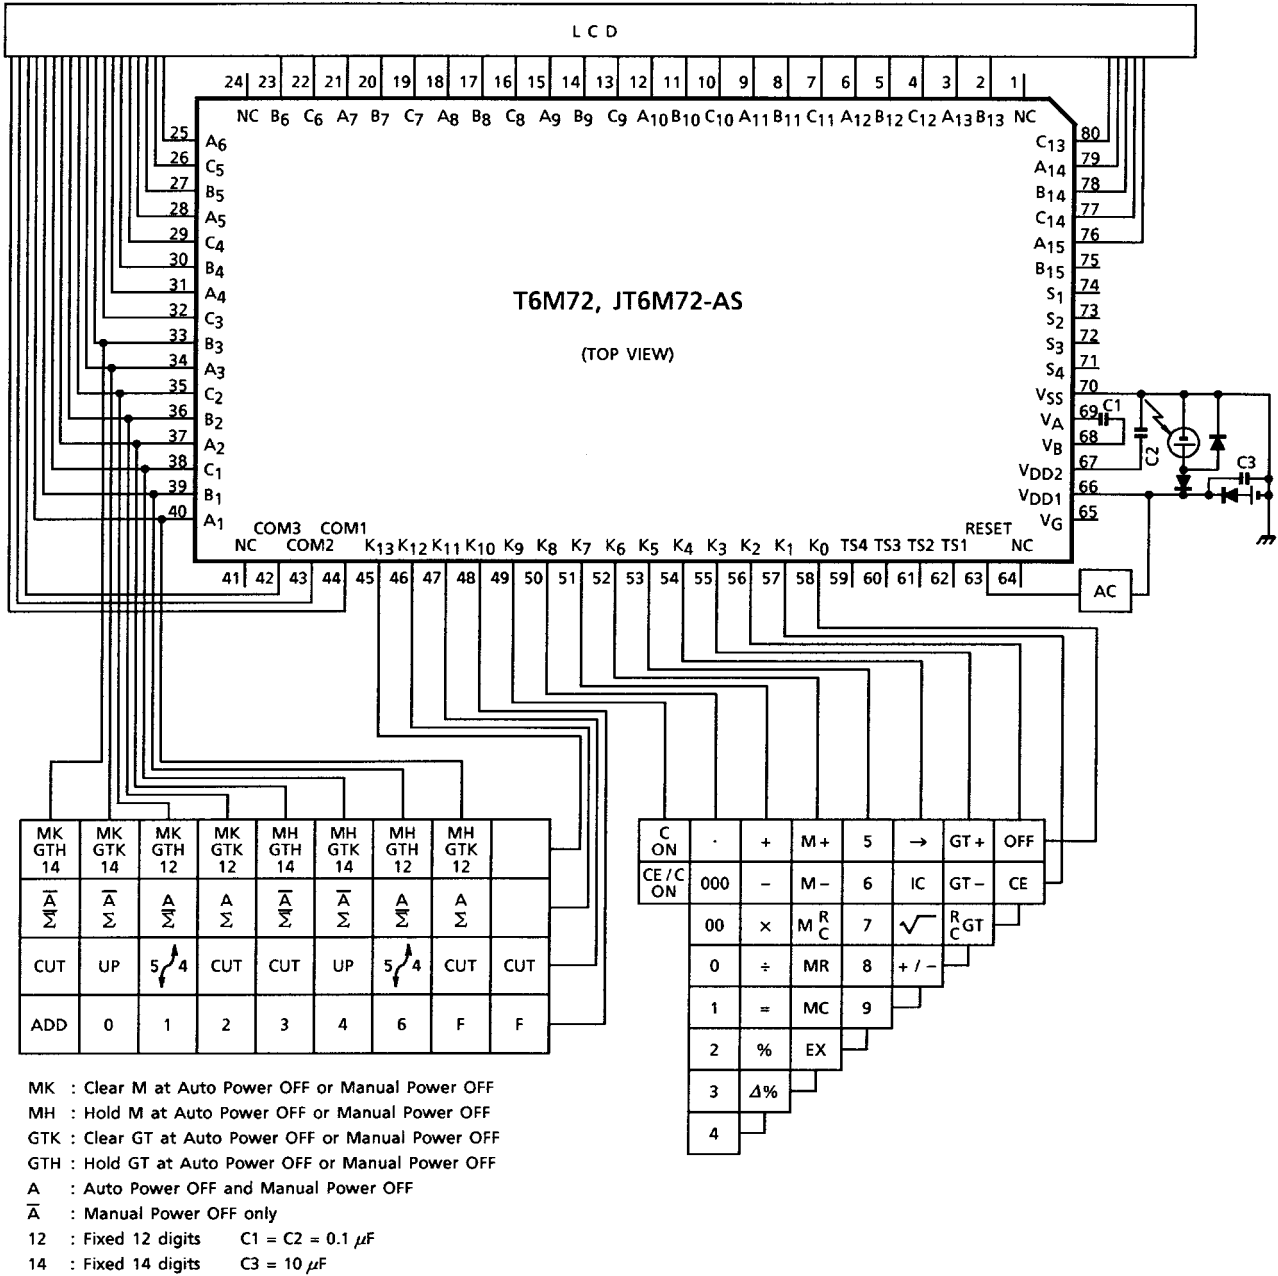 LCD
24 23 22 21 20 19 18 17 16 15 14 13 12 11 10 9 8 7 6 5 4 3 2 1
NC B6 C6 A7 B7 C7 A8 B8 C8 A9 B9 C9 A10 B10 C10 A11 B11 C11 A12 B12 C12 A13 B13 NC
25 A6 C13 80
26 C5 A14 79
27 B5 B14 78
28 A5 C14 77
29 C4 A15 76
30 B4 B15 75
31 A4 S1 74
32 C3 S2 73
33 B3 S3 72
34 A3 S4 71
35 C2 VSS 70
36 B2 VA 69 C1
37 A2 VB 68 C2
38 C1 VDD2 67 C3
39 B1 VDD1 66
40 A1 VG 65
T6M72, JT6M72-AS
(TOP VIEW)
COM3 COM1 RESET
NC COM2 K13 K12 K11 K10 K9 K8 K7 K6 K5 K4 K3 K2 K1 K0 TS4 TS3 TS2 TS1 NC
41 42 43 44 45 46 47 48 49 50 51 52 53 54 55 56 57 58 59 60 61 62 63 64
AC
MK MK MK MK MH MH MH MH
GTH GTK GTH GTK GTH GTK GTH GTK
14 14 12 12 14 14 12 12
A̅ A̅ A A A̅ A̅ A A
Σ̅ Σ Σ̅ Σ Σ̅ Σ Σ̅ Σ
CUT UP 5 4 CUT CUT UP 5 4 CUT CUT
ADD 0 1 2 3 4 6 F F
C ON · + M+ 5 → GT+ OFF
CE/C ON 000 − M− 6 IC GT− CE
00 × M R C 7 √ R C GT
0 ÷ MR 8 +/−
1 = MC 9
2 % EX
3 Δ%
4
MK : Clear M at Auto Power OFF or Manual Power OFF
MH : Hold M at Auto Power OFF or Manual Power OFF
GTK : Clear GT at Auto Power OFF or Manual Power OFF
GTH : Hold GT at Auto Power OFF or Manual Power OFF
A : Auto Power OFF and Manual Power OFF
A̅ : Manual Power OFF only
12 : Fixed 12 digits C1 = C2 = 0.1 μF
14 : Fixed 14 digits C3 = 10 μF